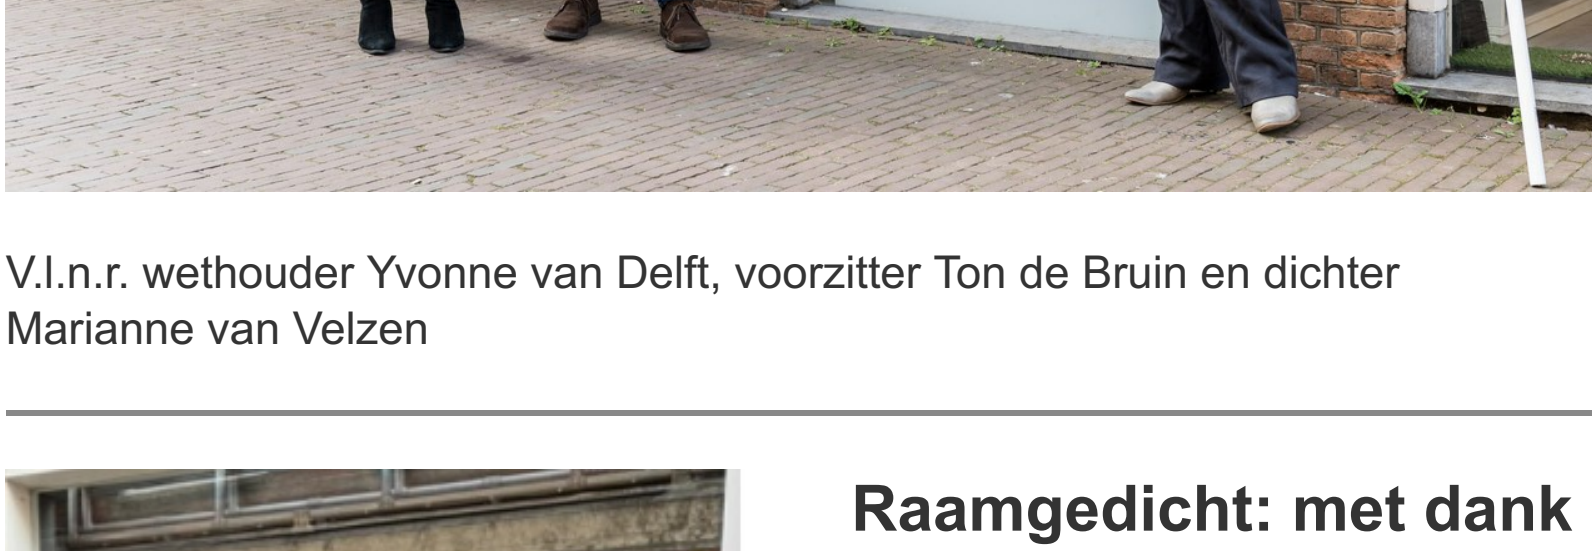 V.l.n.r. wethouder Yvonne van Delft, voorzitter Ton de Bruin en dichter
Marianne van Velzen
Raamgedicht: met dank